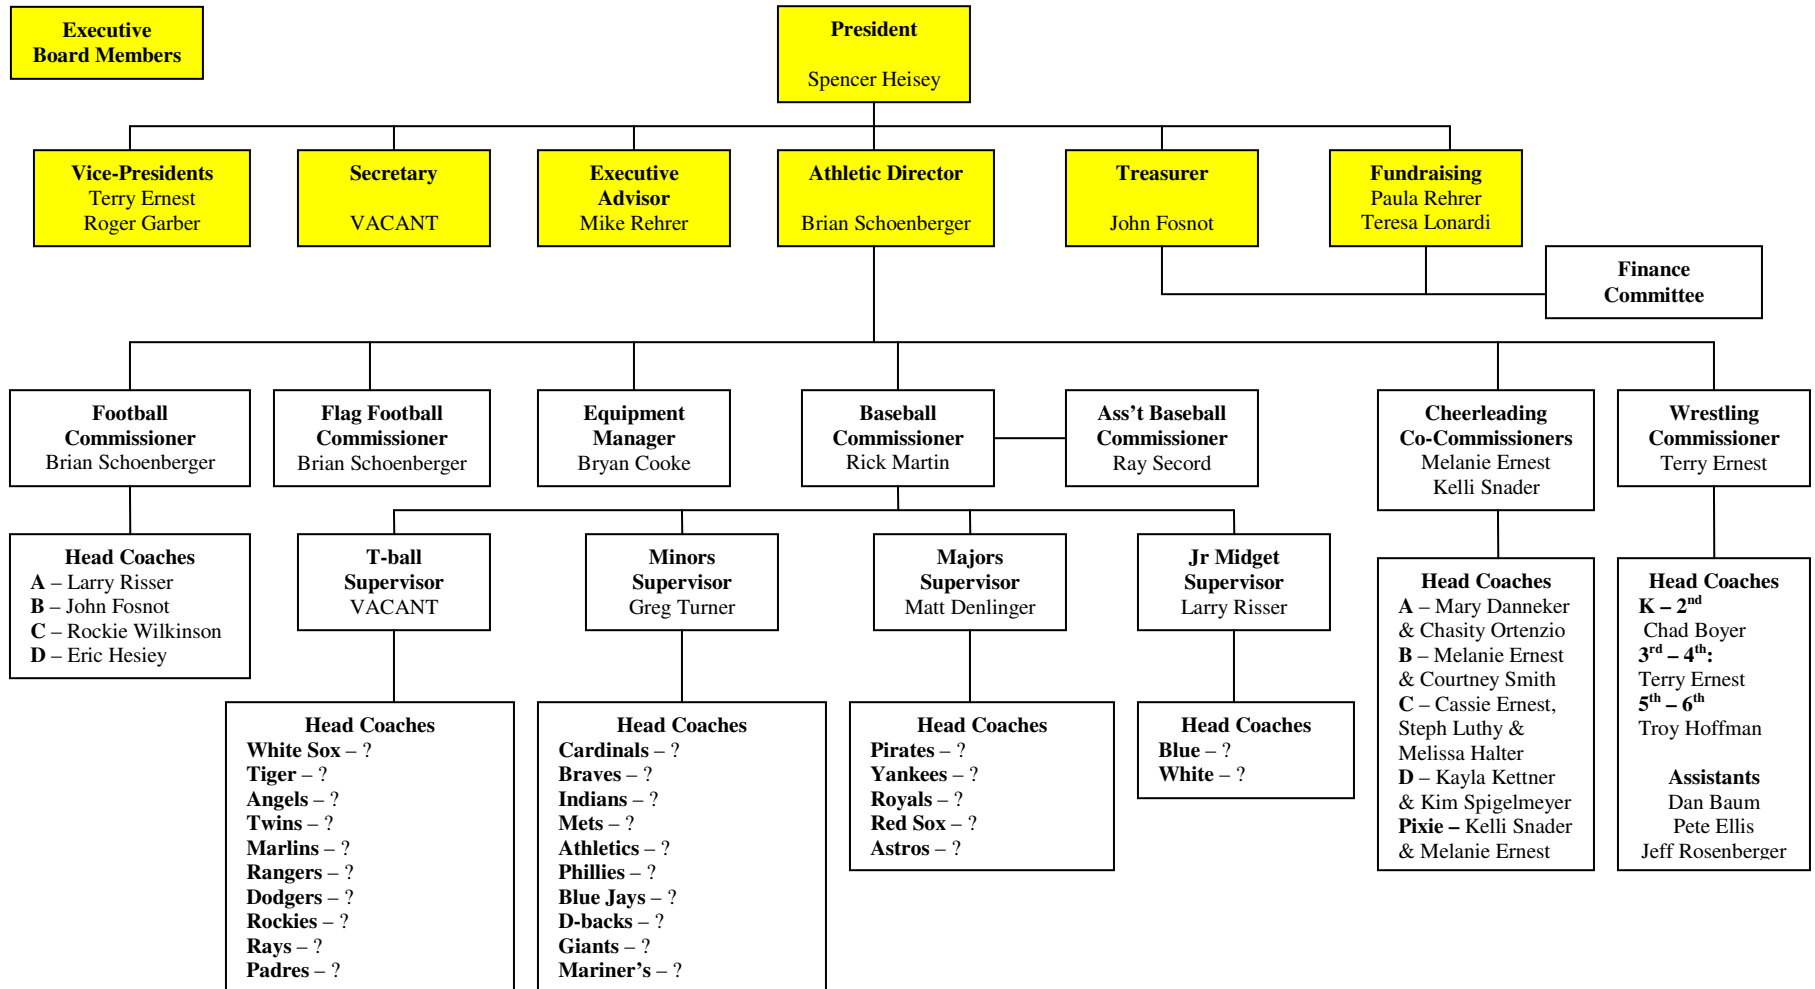 Executive
Board Members
President
Spencer Heisey
Vice-Presidents
Terry Ernest
Roger Garber
Secretary
VACANT
Executive
Advisor
Mike Rehrer
Athletic Director
Brian Schoenberger
Treasurer
John Fosnot
Fundraising
Paula Rehrer
Teresa Lonardi
Finance
Committee
Football
Commissioner
Brian Schoenberger
Flag Football
Commissioner
Brian Schoenberger
Equipment
Manager
Bryan Cooke
Baseball
Commissioner
Rick Martin
Ass't Baseball
Commissioner
Ray Secord
Cheerleading
Co-Commissioners
Melanie Ernest
Kelli Snader
Wrestling
Commissioner
Terry Ernest
Head Coaches
A – Larry Risser
B – John Fosnot
C – Rockie Wilkinson
D – Eric Hesiey
T-ball
Supervisor
VACANT
Minors
Supervisor
Greg Turner
Majors
Supervisor
Matt Denlinger
Jr Midget
Supervisor
Larry Risser
Head Coaches
A – Mary Danneker
& Chasity Ortenzio
B – Melanie Ernest
& Courtney Smith
C – Cassie Ernest,
Steph Luthy &
Melissa Halter
D – Kayla Kettner
& Kim Spigelmeyer
Pixie – Kelli Snader
& Melanie Ernest
Head Coaches
K – 2nd
Chad Boyer
3rd – 4th:
Terry Ernest
5th – 6th
Troy Hoffman
Assistants
Dan Baum
Pete Ellis
Jeff Rosenberger
Head Coaches
White Sox – ?
Tiger – ?
Angels – ?
Twins – ?
Marlins – ?
Rangers – ?
Dodgers – ?
Rockies – ?
Rays – ?
Padres – ?
Head Coaches
Cardinals – ?
Braves – ?
Indians – ?
Mets – ?
Athletics – ?
Phillies – ?
Blue Jays – ?
D-backs – ?
Giants – ?
Mariner's – ?
Head Coaches
Pirates – ?
Yankees – ?
Royals – ?
Red Sox – ?
Astros – ?
Head Coaches
Blue – ?
White – ?